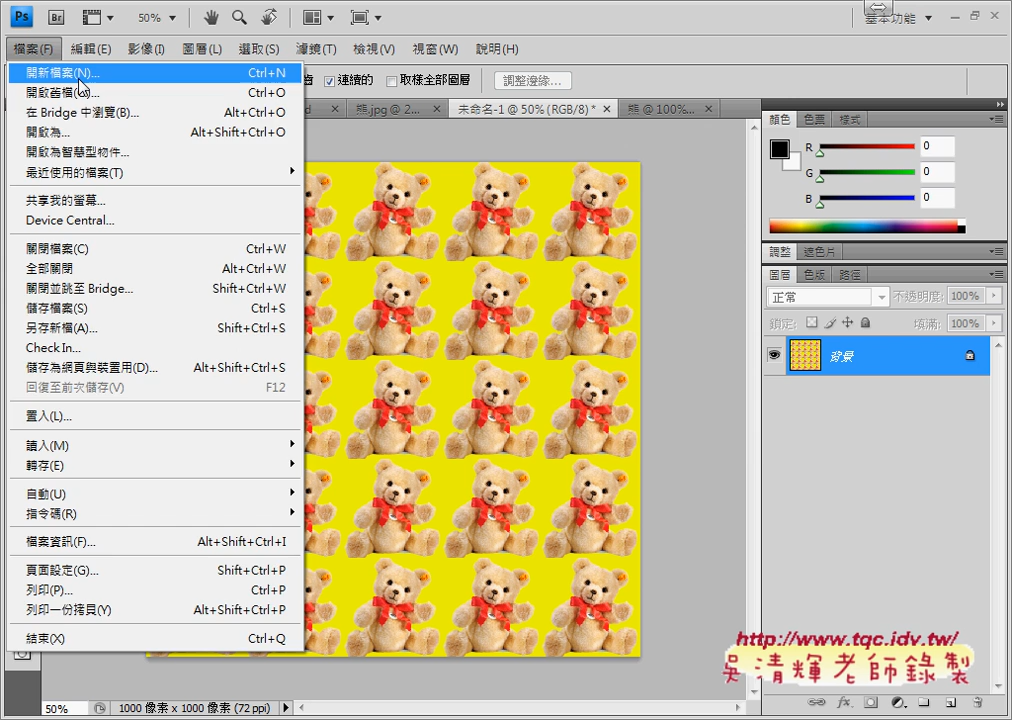 Ps Br 50%
基本功能
檔案(F) 編輯(E) 影像(I) 圖層(L) 選取(S) 濾鏡(T) 檢視(V) 視窗(W) 說明(H)
連續的 取樣全部圖層 調整邊緣...
熊.jpg @ 2... × 未命名-1 @ 50% (RGB/8) * × 熊 @ 100%... ×
開新檔案(N)... Ctrl+N
開啟舊檔(O)... Ctrl+O
在 Bridge 中瀏覽(B)... Alt+Ctrl+O
開啟為... Alt+Shift+Ctrl+O
開啟為智慧型物件...
最近使用的檔案(T)
共享我的螢幕...
Device Central...
關閉檔案(C) Ctrl+W
全部關閉 Alt+Ctrl+W
關閉並跳至 Bridge... Shift+Ctrl+W
儲存檔案(S) Ctrl+S
另存新檔(A)... Shift+Ctrl+S
Check In...
儲存為網頁與裝置用(D)... Alt+Shift+Ctrl+S
回復至前次儲存(V) F12
置入(L)...
讀入(M)
轉存(E)
自動(U)
指令碼(R)
檔案資訊(F)... Alt+Shift+Ctrl+I
頁面設定(G)... Shift+Ctrl+P
列印(P)... Ctrl+P
列印一份拷貝(Y) Alt+Shift+Ctrl+P
結束(X) Ctrl+Q
顏色 色票 樣式
R 0
G 0
B 0
調整 遮色片
圖層 色版 路徑
正常 不透明度: 100%
鎖定: 填滿: 100%
背景
http://www.tqc.idv.tw/
吳清輝老師錄製
50% 1000 像素 x 1000 像素 (72 ppi)
fx